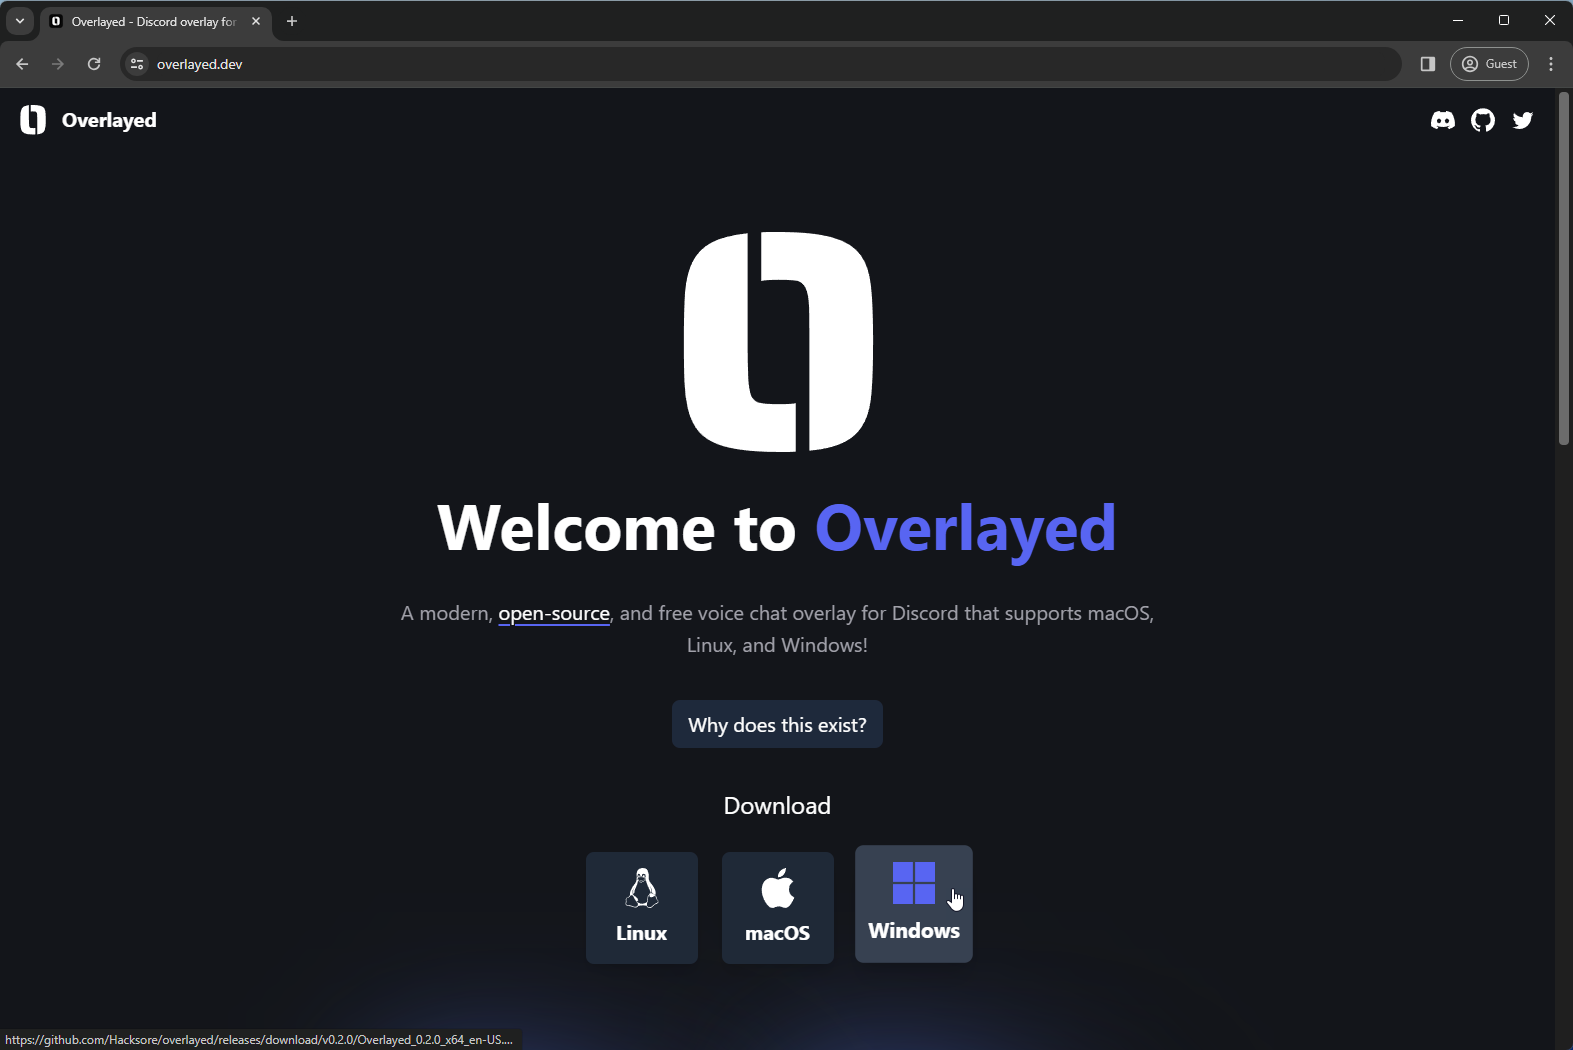 Overlayed - Discord overlay for
overlayed.dev
Guest
Overlayed
Welcome to Overlayed
A modern, open-source, and free voice chat overlay for Discord that supports macOS,
Linux, and Windows!
Why does this exist?
Download
Linux
macOS
Windows
https://github.com/Hacksore/overlayed/releases/download/v0.2.0/Overlayed_0.2.0_x64_en-US....